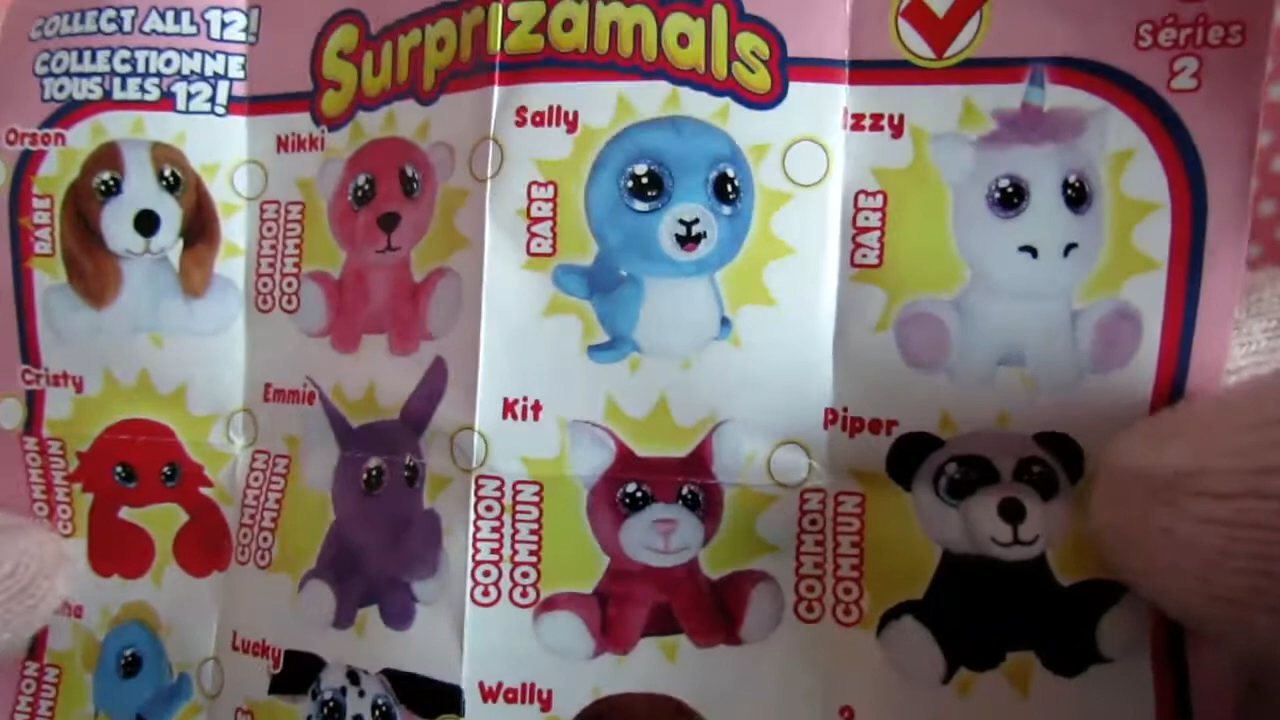 COLLECT ALL 12!
COLLECTIONNE
TOUS LES 12!
Surprizamals
Séries
2
Orson
RARE
Nikki
COMMON
COMMUN
Sally
RARE
Izzy
RARE
Cristy
COMMON
COMMUN
Emmie
COMMON
COMMUN
Kit
COMMON
COMMUN
Piper
COMMON
COMMUN
Lucky
Wally
?